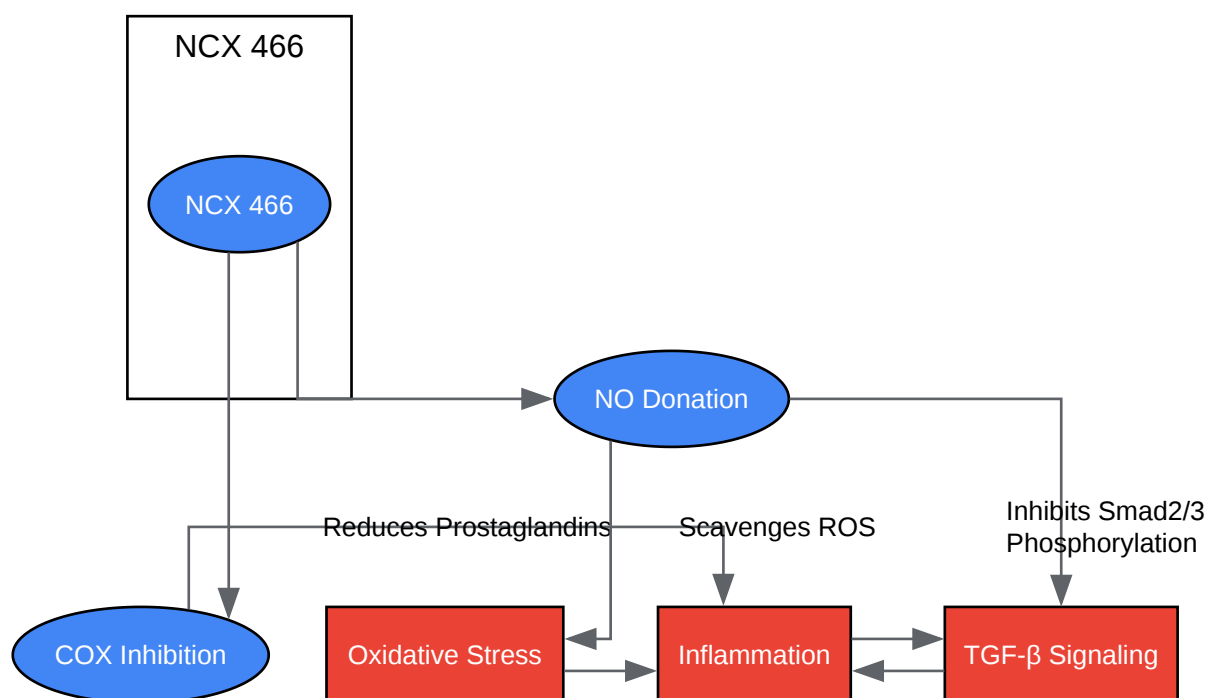 NCX 466
NCX 466
NO Donation
Reduces Prostaglandins
Scavenges ROS
Inhibits Smad2/3
Phosphorylation
COX Inhibition
Oxidative Stress
Inflammation
TGF-β Signaling